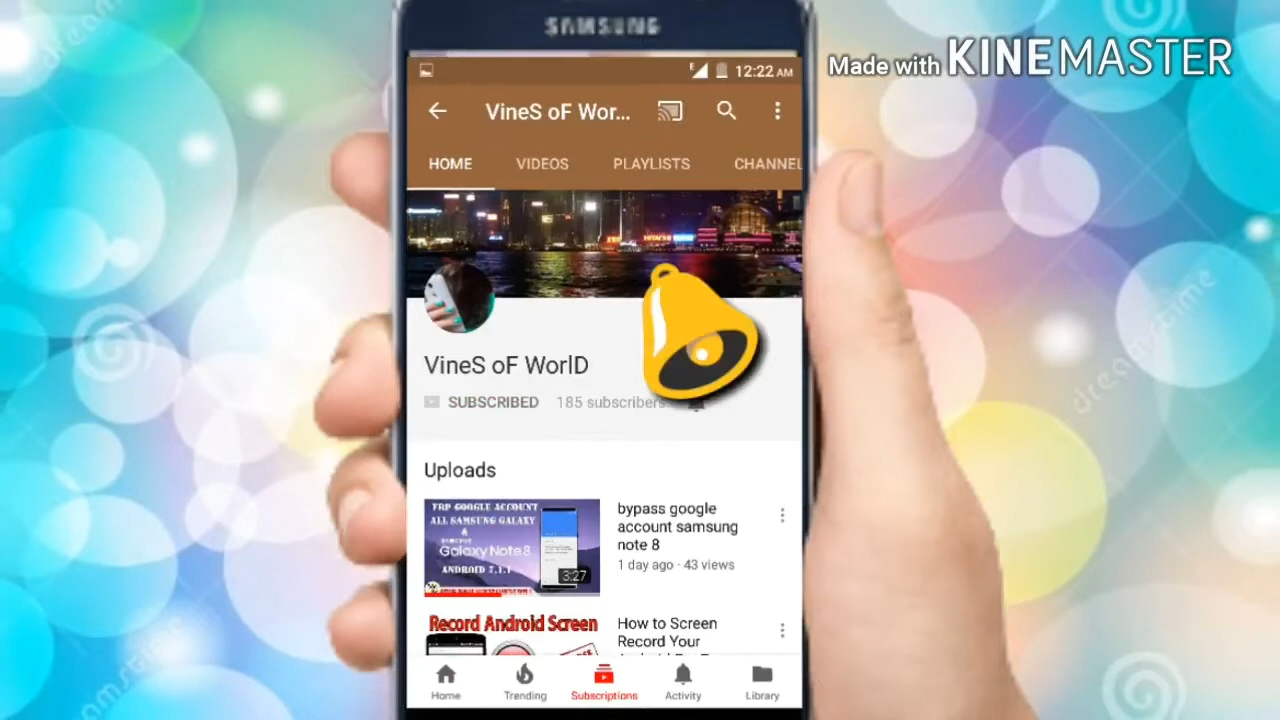 SAMSUNG
Made with KINEMASTER
12:22 AM
VineS oF Wor...
HOME VIDEOS PLAYLISTS CHANNEL
VineS oF WorlD
SUBSCRIBED 185 subscribers
Uploads
FRP GOOGLE ACCOUNT
ALL SAMSUNG GALAXY
&
Galaxy Note8
ANDROID 7.1.1
3:27
bypass google
account samsung
note 8
1 day ago · 43 views
Record Android Screen
How to Screen
Record Your
Home Trending Subscriptions Activity Library
dreamstime
dreamstime